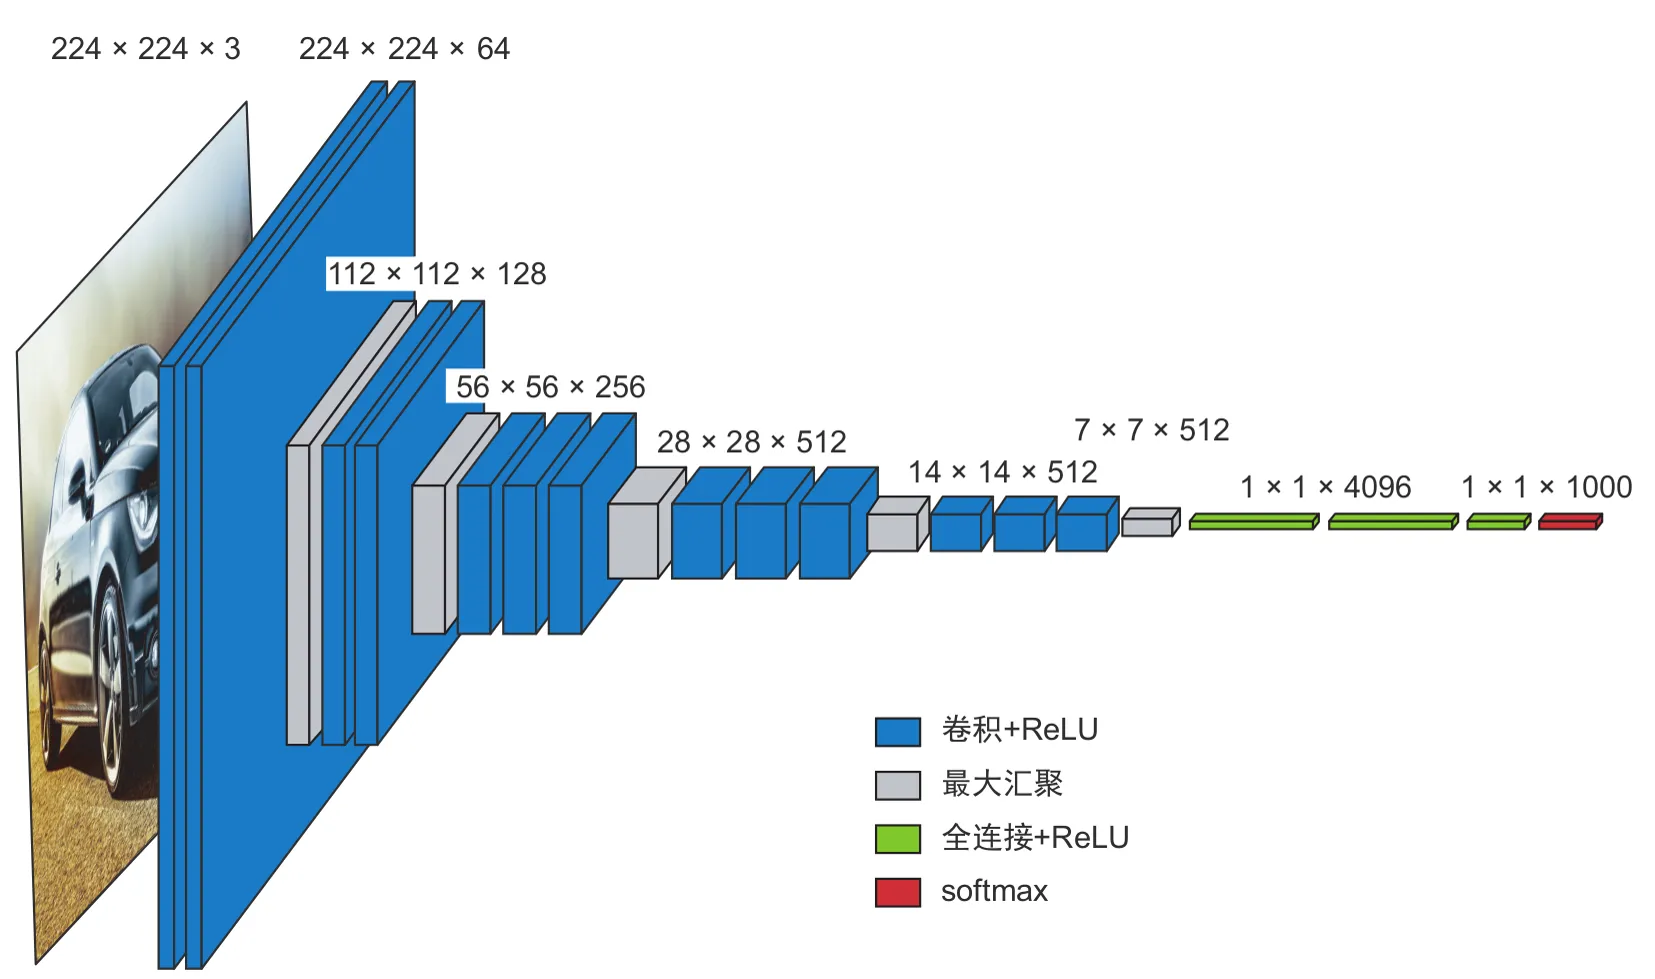 224 × 224 × 3
224 × 224 × 64
112 × 112 × 128
56 × 56 × 256
28 × 28 × 512
14 × 14 × 512
7 × 7 × 512
1 × 1 × 4096
1 × 1 × 1000
卷积+ReLU
最大汇聚
全连接+ReLU
softmax